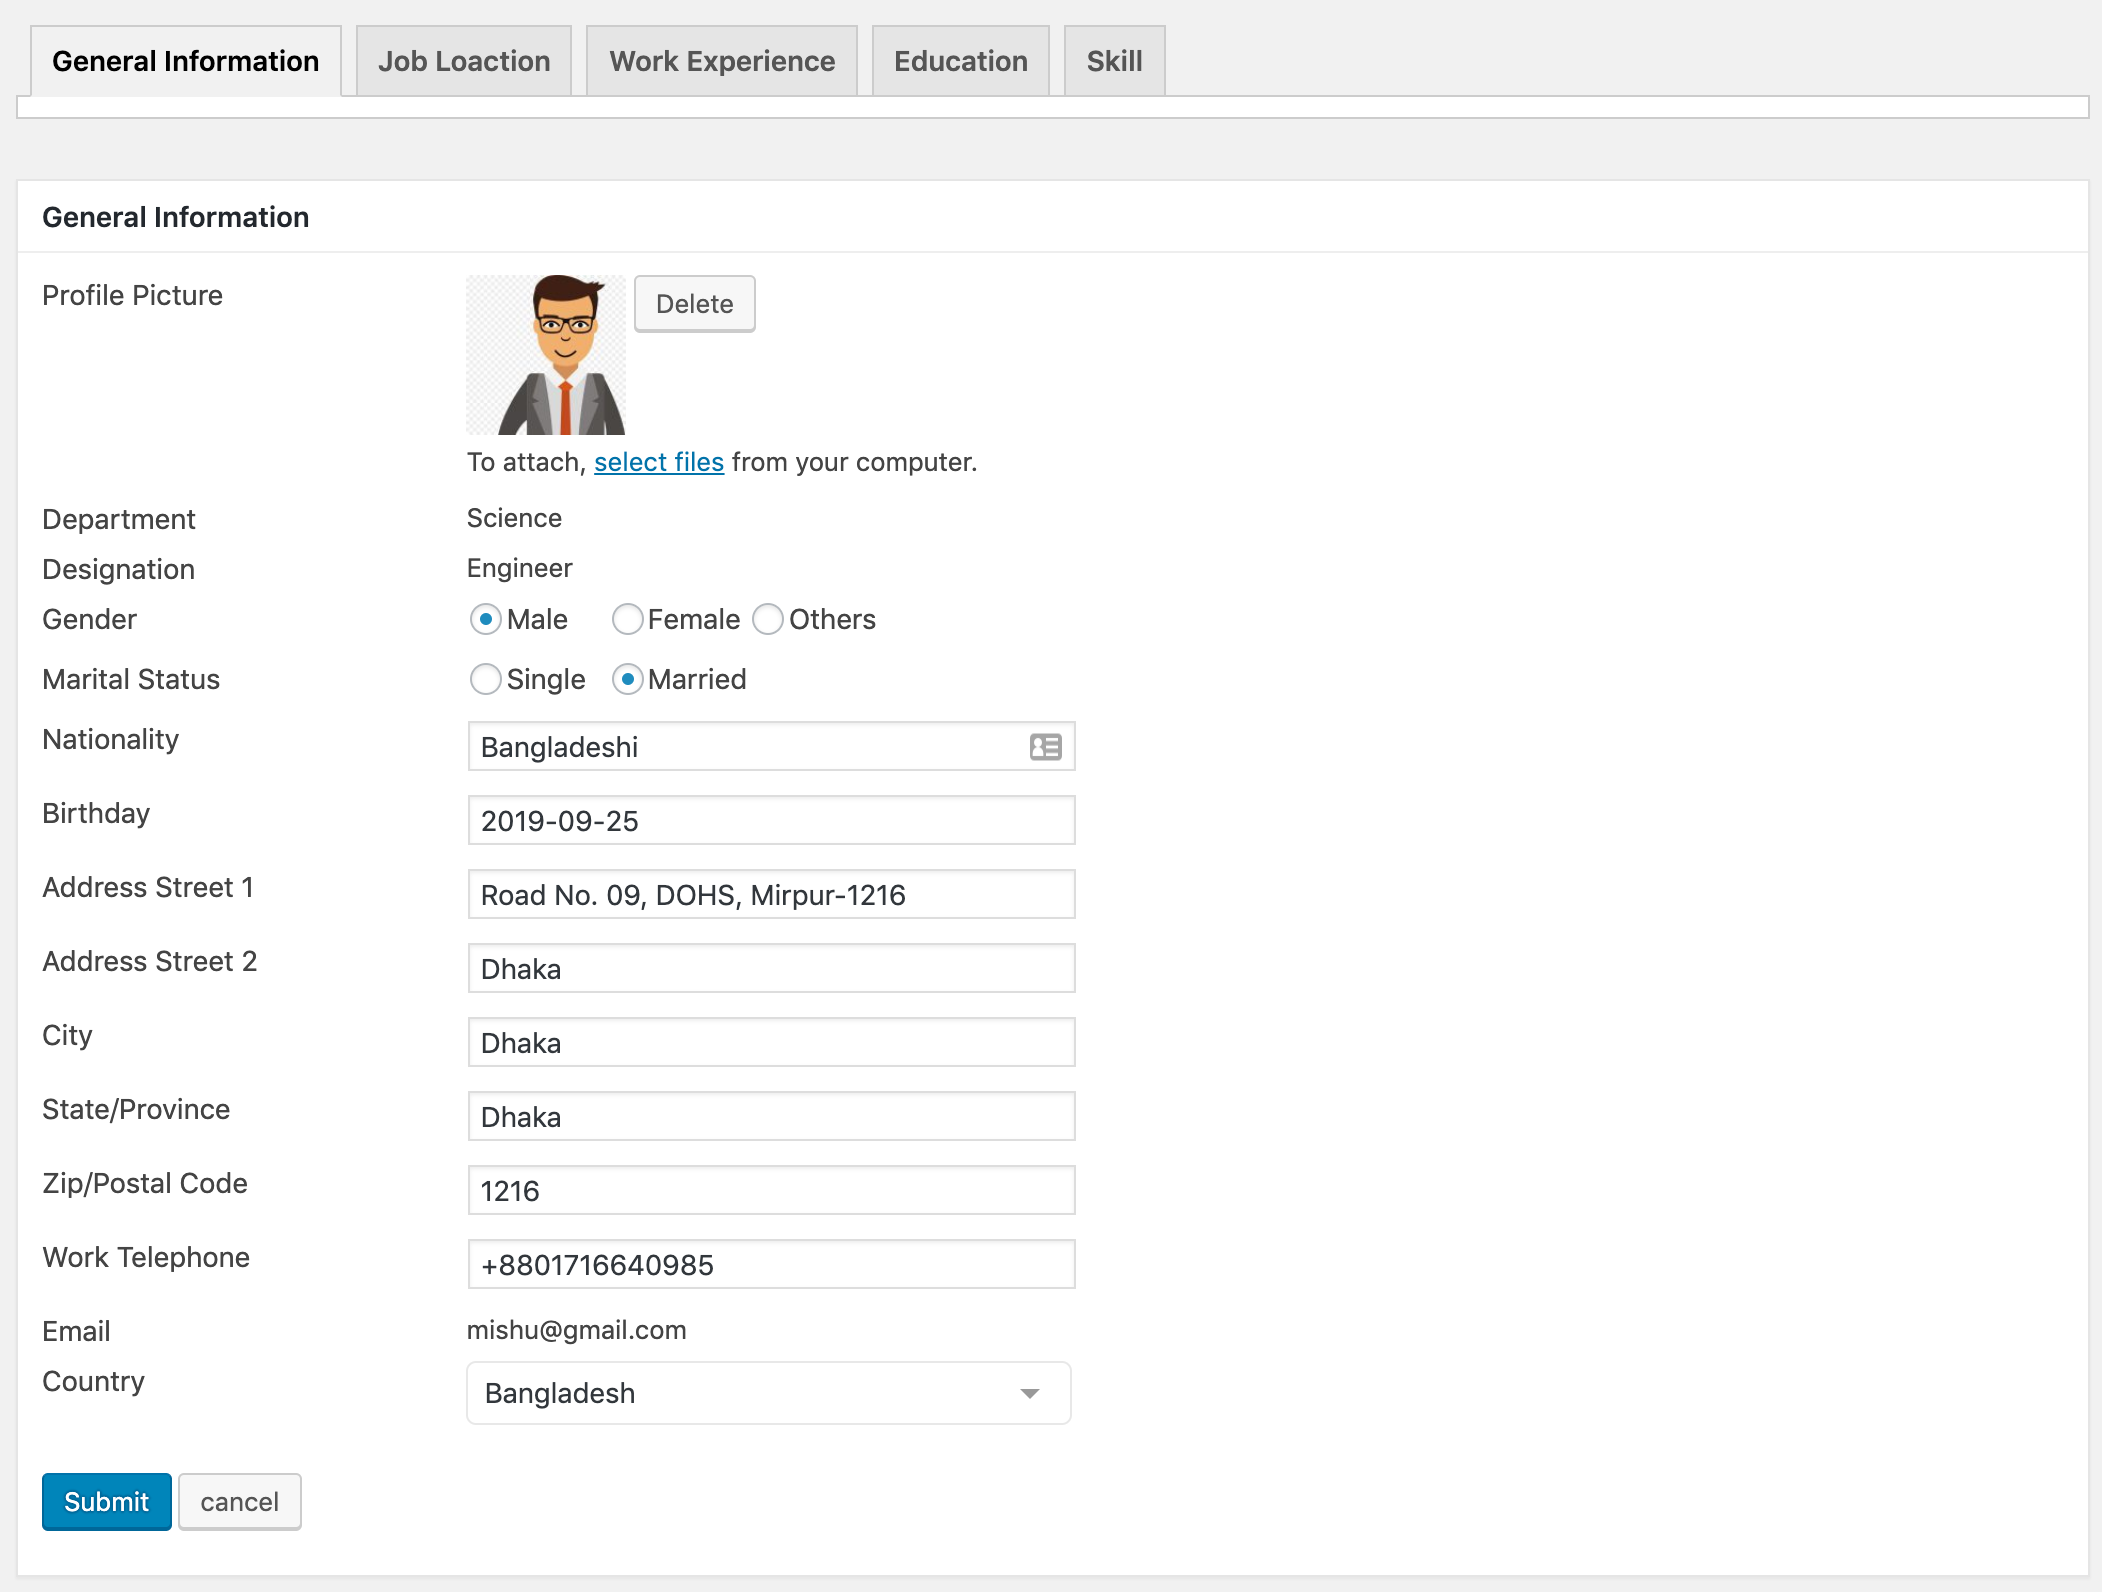 General Information Job Loaction Work Experience Education Skill
General Information
Profile Picture Delete
To attach, select files from your computer.
Department Science
Designation Engineer
Gender Male Female Others
Marital Status Single Married
Nationality Bangladeshi
Birthday 2019-09-25
Address Street 1 Road No. 09, DOHS, Mirpur-1216
Address Street 2 Dhaka
City Dhaka
State/Province Dhaka
Zip/Postal Code 1216
Work Telephone +8801716640985
Email mishu@gmail.com
Country Bangladesh
Submit cancel